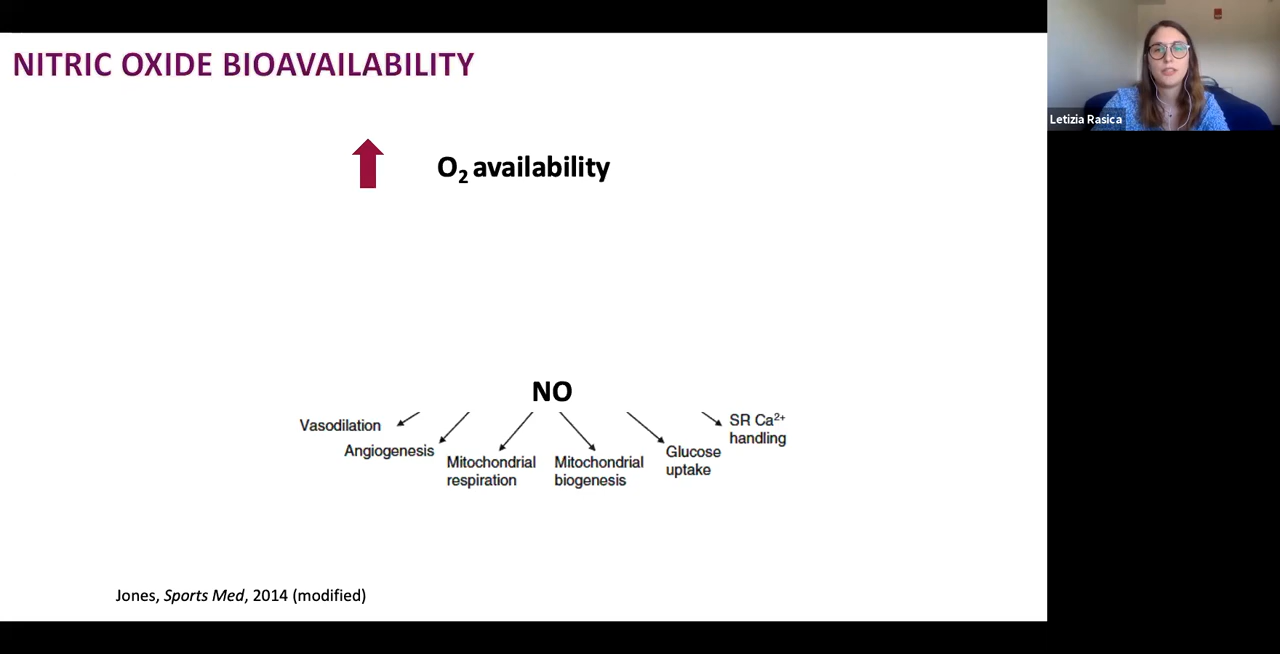 NITRIC OXIDE BIOAVAILABILITY
Letizia Rasica
O₂ availability
NO
Vasodilation
Angiogenesis
Mitochondrial
respiration
Mitochondrial
biogenesis
Glucose
uptake
SR Ca²⁺
handling
Jones, Sports Med, 2014 (modified)